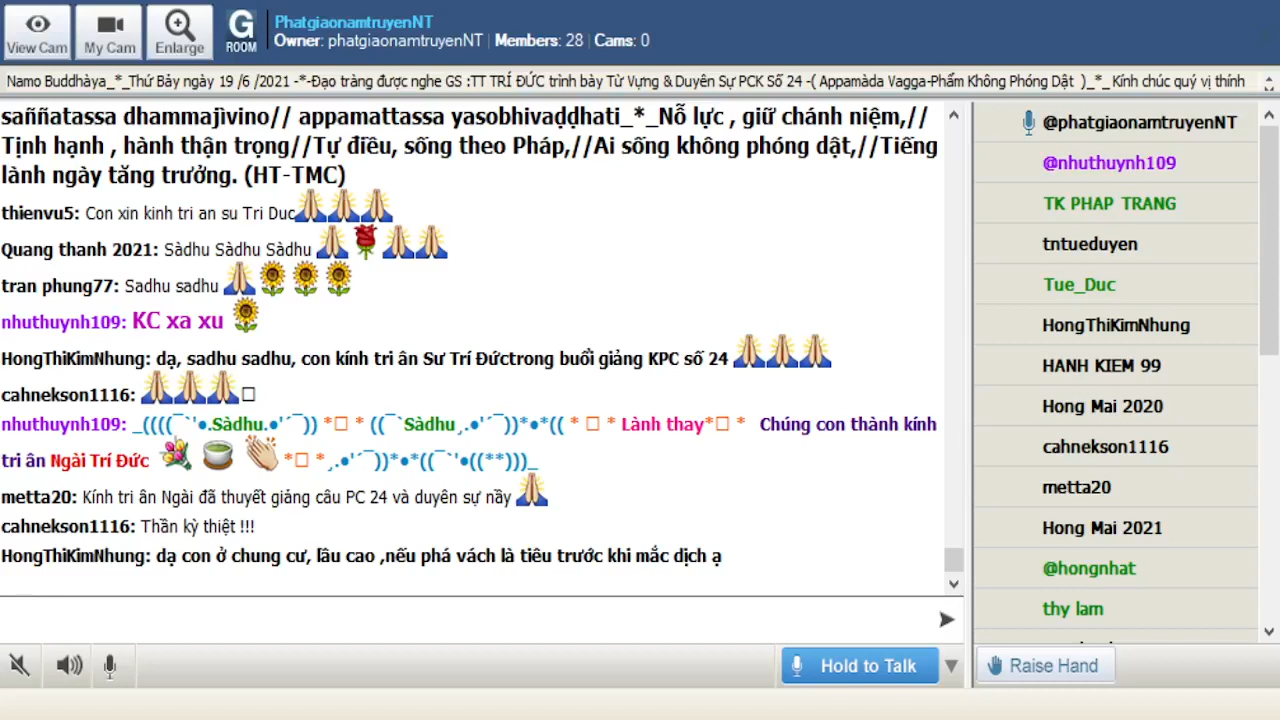 View Cam
My Cam
Enlarge
G
ROOM
PhatgiaonamtruyenNT
Owner: phatgiaonamtruyenNT | Members: 28 | Cams: 0
Namo Buddhàya_*_Thứ Bảy ngày 19 /6 /2021 -*-Đạo tràng được nghe GS :TT TRÍ ĐỨC trình bày Từ Vựng & Duyên Sự PCK Số 24 -( Appamàda Vagga-Phẩm Không Phóng Dật )_*_ Kính chúc quý vị thính
saññatassa dhammajìvino// appamattassa yasobhivaḍḍhati_*_Nỗ lực , giữ chánh niệm,//
Tịnh hạnh , hành thận trọng//Tự điều, sống theo Pháp,//Ai sống không phóng dật,//Tiếng
lành ngày tăng trưởng. (HT-TMC)
thienvu5: Con xin kinh tri an su Tri Duc
Quang thanh 2021: Sàdhu Sàdhu Sàdhu
tran phung77: Sadhu sadhu
nhuthuynh109: KC xa xu
HongThiKimNhung: dạ, sadhu sadhu, con kính tri ân Sư Trí Đứctrong buổi giảng KPC số 24
cahnekson1116:
nhuthuynh109: _((((¯`'•.Sàdhu.•'´¯)) *□ * ((¯`Sàdhu¸.•'´¯))*•*(( * □ * Lành thay*□ * Chúng con thành kính
tri ân Ngài Trí Đức *□ *¸.•'´¯))*•*((¯`'•((**)))_
metta20: Kính tri ân Ngài đã thuyết giảng câu PC 24 và duyên sự nầy
cahnekson1116: Thần kỳ thiệt !!!
HongThiKimNhung: dạ con ở chung cư, lầu cao ,nếu phá vách là tiêu trước khi mắc dịch ạ
Hold to Talk
@phatgiaonamtruyenNT
@nhuthuynh109
TK PHAP TRANG
tntueduyen
Tue_Duc
HongThiKimNhung
HANH KIEM 99
Hong Mai 2020
cahnekson1116
metta20
Hong Mai 2021
@hongnhat
thy lam
Raise Hand